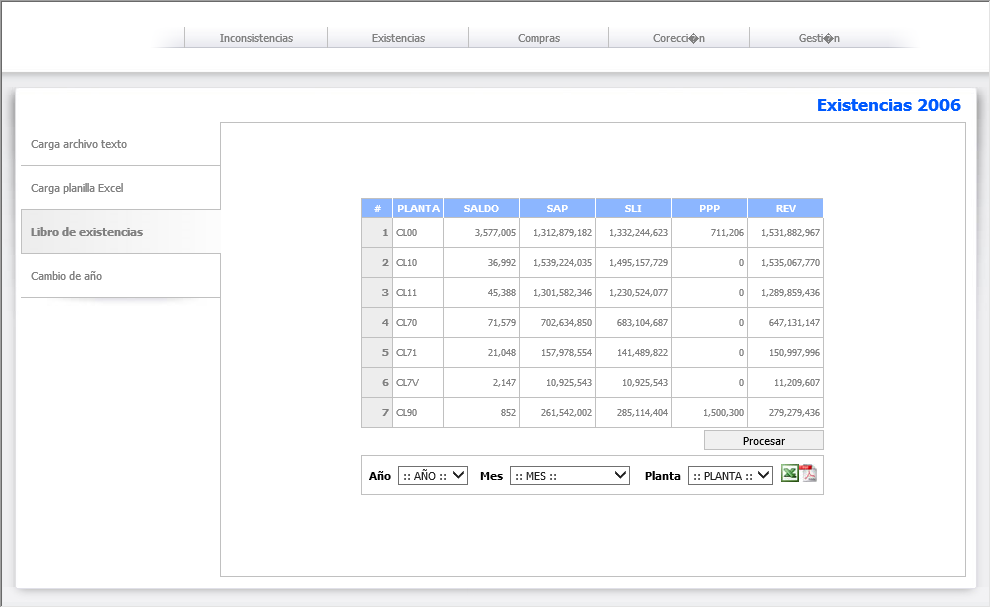 Inconsistencias Existencias Compras Corecci�n Gesti�n
Existencias 2006
Carga archivo texto
Carga planilla Excel
Libro de existencias
Cambio de año
# PLANTA SALDO SAP SLI PPP REV
1 CL00 3,577,005 1,312,879,182 1,332,244,623 711,206 1,531,882,967
2 CL10 36,992 1,539,224,035 1,495,157,729 0 1,535,067,770
3 CL11 45,388 1,301,582,346 1,230,524,077 0 1,289,859,436
4 CL70 71,579 702,634,850 683,104,687 0 647,131,147
5 CL71 21,048 157,978,554 141,489,822 0 150,997,996
6 CL7V 2,147 10,925,543 10,925,543 0 11,209,607
7 CL90 852 261,542,002 285,114,404 1,500,300 279,279,436
Procesar
Año :: AÑO :: Mes :: MES :: Planta :: PLANTA ::